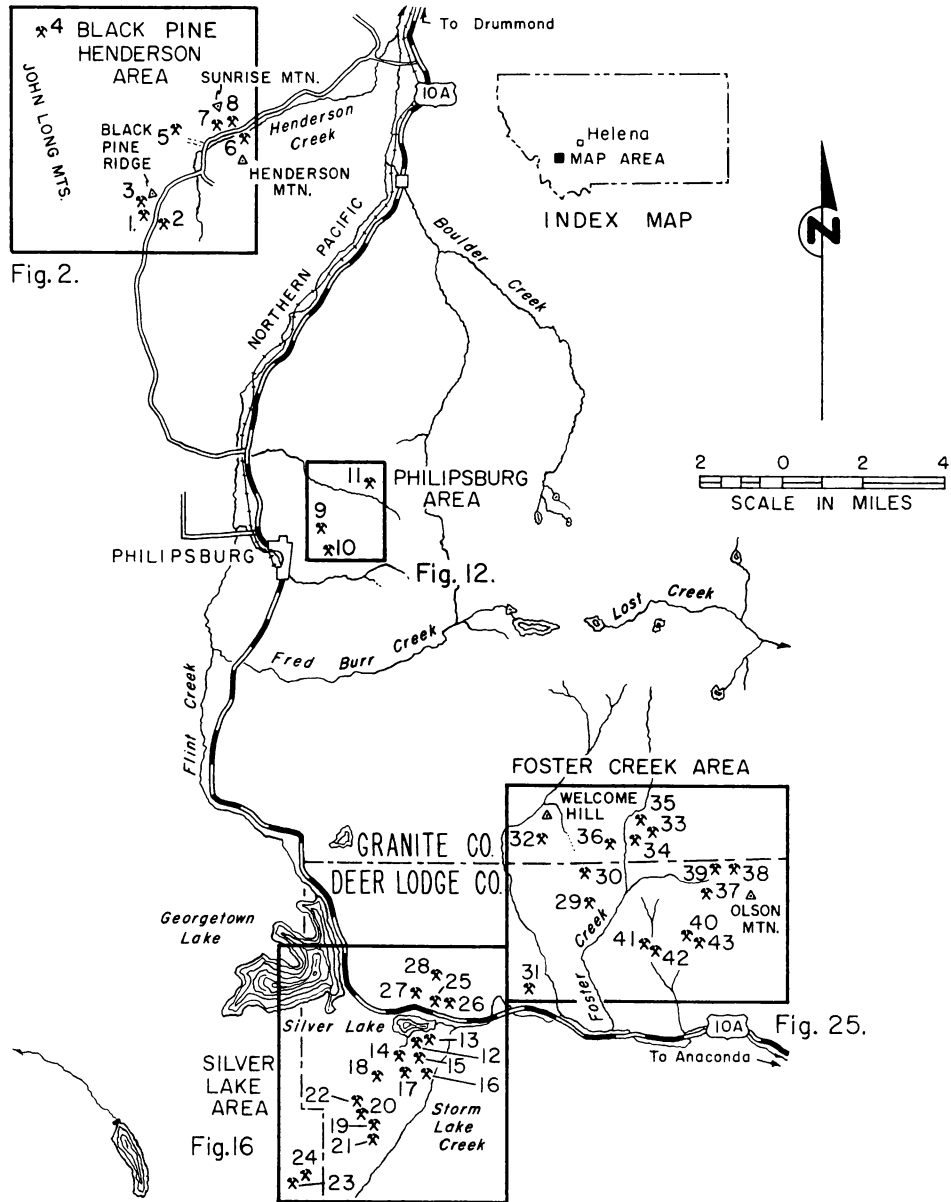 To Drummond
4 BLACK PINE
HENDERSON
AREA
SUNRISE MTN.
JOHN LONG MTS.
8
7
5
6
Henderson
Creek
BLACK
PINE
RIDGE
HENDERSON
MTN.
3
1.
2
Fig. 2.
10A
Helena
MAP AREA
INDEX MAP
N
NORTHERN PACIFIC
Boulder
Creek
2 0 2 4
SCALE IN MILES
11
9
10
PHILIPSBURG
AREA
Fig. 12.
PHILIPSBURG
Lost Creek
Fred Burr Creek
Flint Creek
FOSTER CREEK AREA
WELCOME
HILL
35
33
32
36
34
GRANITE CO.
DEER LODGE CO.
30
39
38
37
29
OLSON
MTN.
40
41
43
42
31
Foster Creek
10A
Fig. 25.
To Anaconda
Georgetown
Lake
28
25
27
26
Silver Lake
13
14
12
15
18
17
16
SILVER
LAKE
AREA
22
20
19
21
Storm
Lake
Creek
Fig.16
24
23